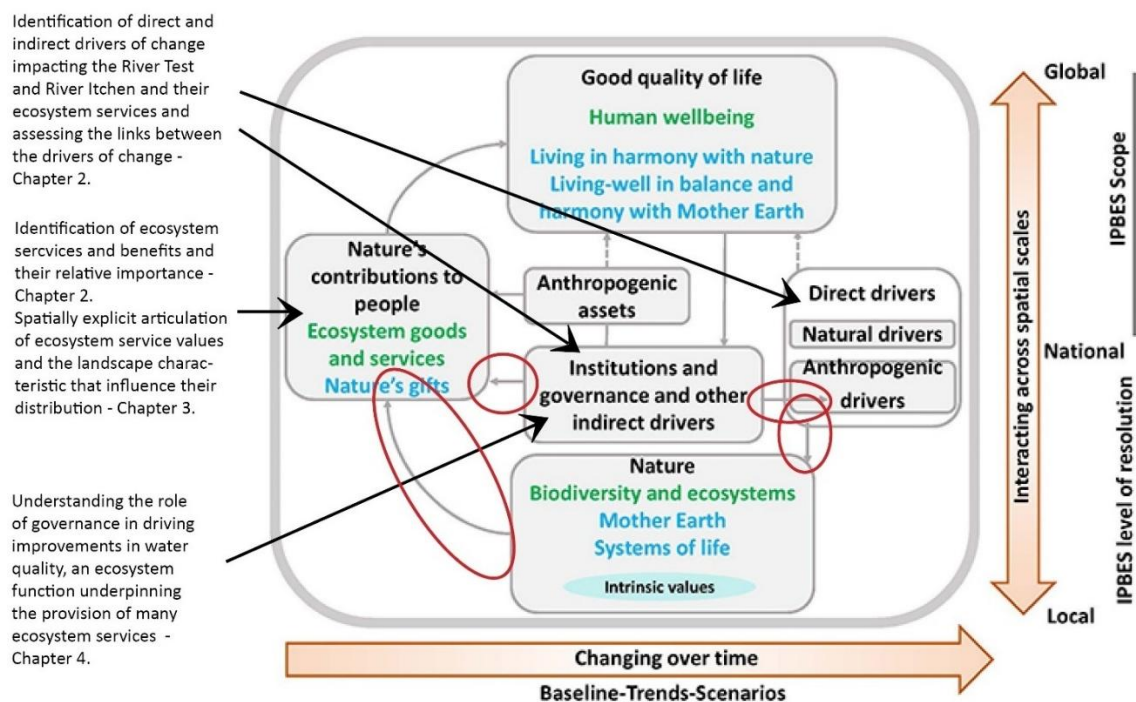 Identification of direct and
indirect drivers of change
impacting the River Test
and River Itchen and their
ecosystem services and
assessing the links between
the drivers of change -
Chapter 2.
Identification of ecosystem
sercvices and benefits and
their relative importance -
Chapter 2.
Spatially explicit articulation
of ecosystem service values
and the landscape charac-
teristic that influence their
distribution - Chapter 3.
Understanding the role
of governance in driving
improvements in water
quality, an ecosystem
function underpinning
the provision of many
ecosystem services -
Chapter 4.
Good quality of life
Human wellbeing
Living in harmony with nature
Living-well in balance and
harmony with Mother Earth
Nature's
contributions to
people
Ecosystem goods
and services
Nature's gifts
Anthropogenic
assets
Institutions and
governance and other
indirect drivers
Direct drivers
Natural drivers
Anthropogenic
drivers
Nature
Biodiversity and ecosystems
Mother Earth
Systems of life
Intrinsic values
Global
National
Local
Interacting across spatial scales
IPBES Scope
IPBES level of resolution
Changing over time
Baseline-Trends-Scenarios